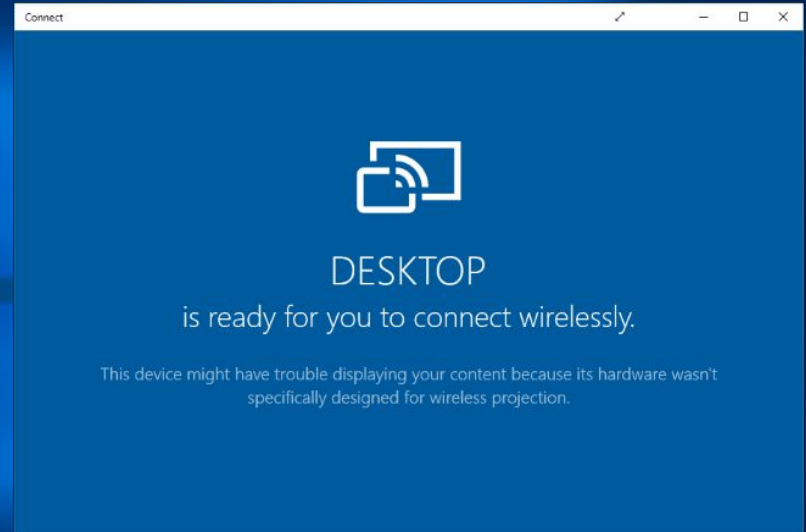 Connect
DESKTOP
is ready for you to connect wirelessly.
This device might have trouble displaying your content because its hardware wasn't
specifically designed for wireless projection.